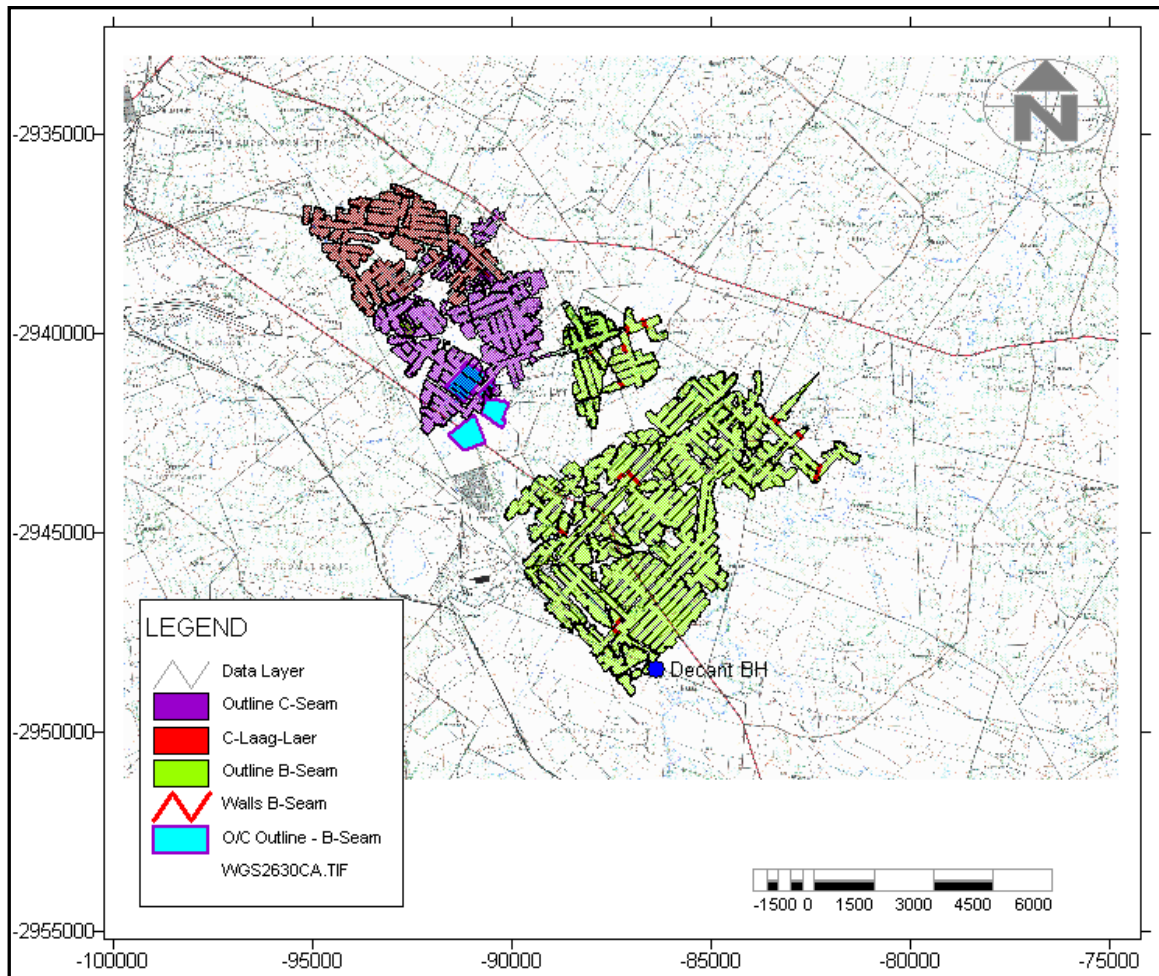 N
-2935000
-2940000
-2945000
-2950000
-2955000
Decant BH
LEGEND
Data Layer
Outline C-Seam
C-Laag-Laer
Outline B-Seam
Walls B-Seam
O/C Outline - B-Seam
WGS2630CA.TIF
-1500 0 1500 3000 4500 6000
-100000 -95000 -90000 -85000 -80000 -75000